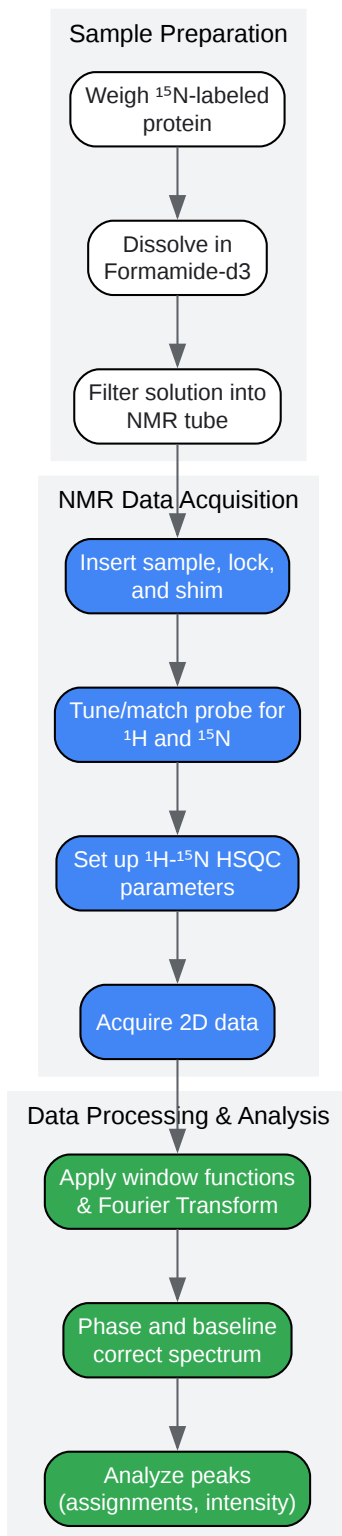 Sample Preparation
Weigh ¹⁵N-labeled
protein
Dissolve in
Formamide-d3
Filter solution into
NMR tube
NMR Data Acquisition
Insert sample, lock,
and shim
Tune/match probe for
¹H and ¹⁵N
Set up ¹H-¹⁵N HSQC
parameters
Acquire 2D data
Data Processing & Analysis
Apply window functions
& Fourier Transform
Phase and baseline
correct spectrum
Analyze peaks
(assignments, intensity)